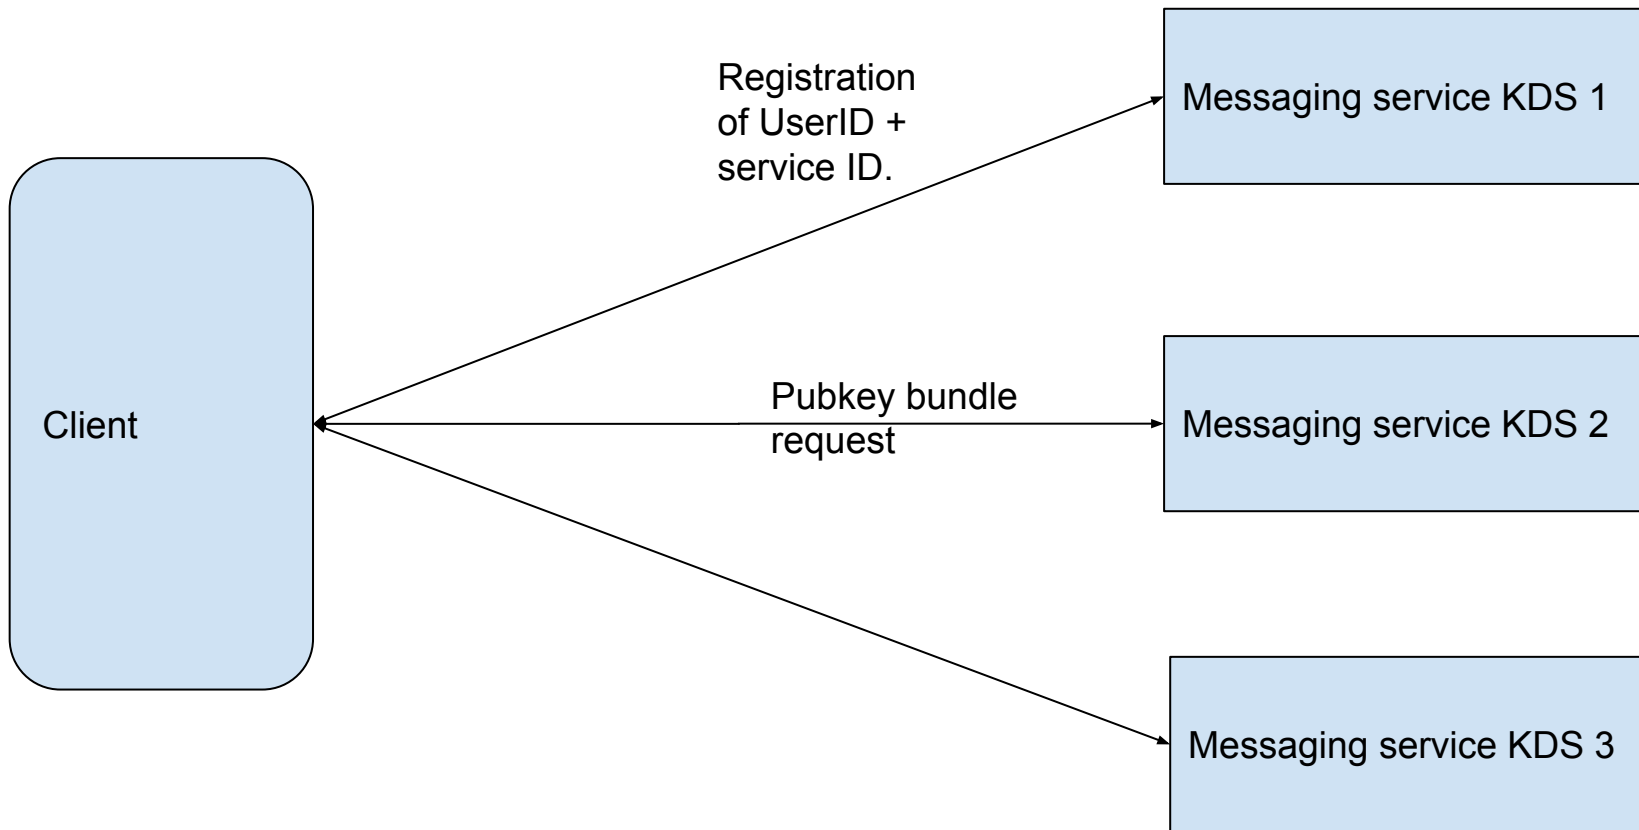 Registration
of UserID +
service ID.
Messaging service KDS 1
Client
Pubkey bundle
request
Messaging service KDS 2
Messaging service KDS 3